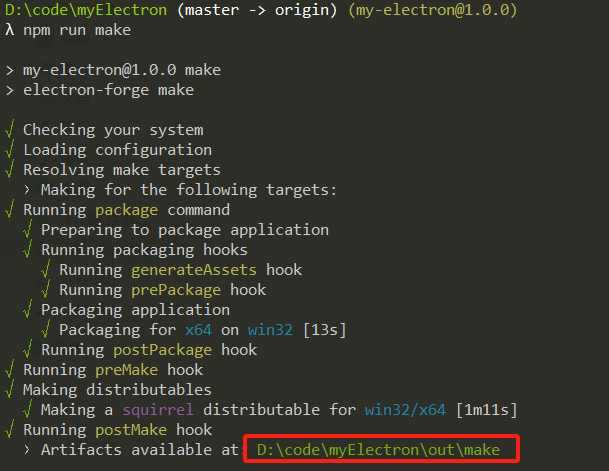 D:\code\myElectron (master -> origin) (my-electron@1.0.0)
λ npm run make
> my-electron@1.0.0 make
> electron-forge make
√ Checking your system
√ Loading configuration
√ Resolving make targets
› Making for the following targets:
√ Running package command
√ Preparing to package application
√ Running packaging hooks
√ Running generateAssets hook
√ Running prePackage hook
√ Packaging application
√ Packaging for x64 on win32 [13s]
√ Running postPackage hook
√ Running preMake hook
√ Making distributables
√ Making a squirrel distributable for win32/x64 [1m11s]
√ Running postMake hook
› Artifacts available at: D:\code\myElectron\out\make